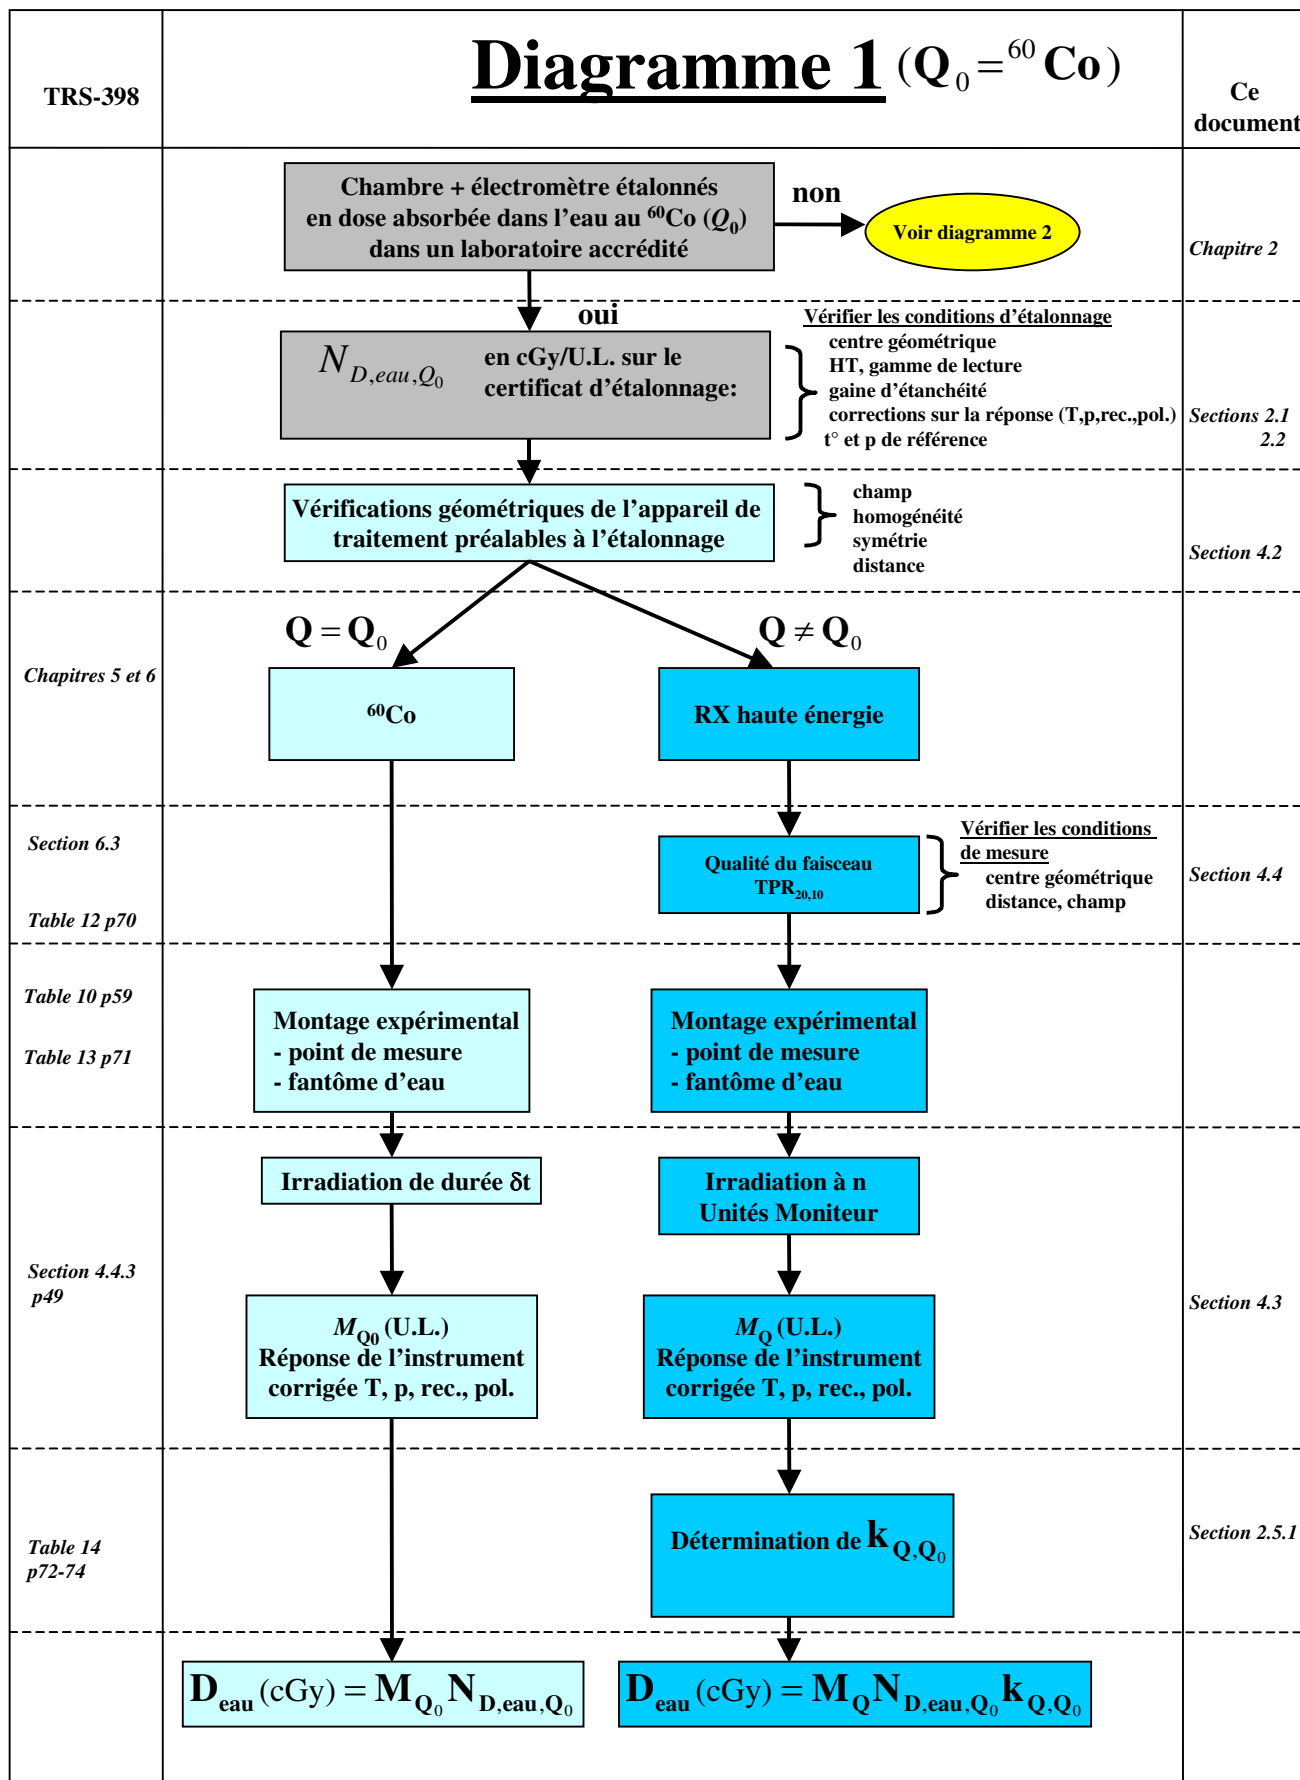 TRS-398
Diagramme 1 (Q0 = 60Co)
Ce
document
Chambre + électromètre étalonnés
en dose absorbée dans l'eau au 60Co (Q0)
dans un laboratoire accrédité
non
Voir diagramme 2
Chapitre 2
oui
N D,eau,Q0
en cGy/U.L. sur le
certificat d'étalonnage:
Vérifier les conditions d'étalonnage
centre géométrique
HT, gamme de lecture
gaine d'étanchéité
corrections sur la réponse (T,p,rec.,pol.)
t° et p de référence
Sections 2.1
2.2
Vérifications géométriques de l'appareil de
traitement préalables à l'étalonnage
champ
homogénéité
symétrie
distance
Section 4.2
Q = Q0
Q ≠ Q0
Chapitres 5 et 6
60Co
RX haute énergie
Section 6.3
Table 12 p70
Qualité du faisceau
TPR20,10
Vérifier les conditions
de mesure
centre géométrique
distance, champ
Section 4.4
Table 10 p59
Table 13 p71
Montage expérimental
- point de mesure
- fantôme d'eau
Montage expérimental
- point de mesure
- fantôme d'eau
Irradiation de durée δt
Irradiation à n
Unités Moniteur
Section 4.4.3
p49
MQ0 (U.L.)
Réponse de l'instrument
corrigée T, p, rec., pol.
MQ (U.L.)
Réponse de l'instrument
corrigée T, p, rec., pol.
Section 4.3
Table 14
p72-74
Détermination de kQ,Q0
Section 2.5.1
Deau (cGy) = MQ0 ND,eau,Q0
Deau (cGy) = MQ ND,eau,Q0 kQ,Q0